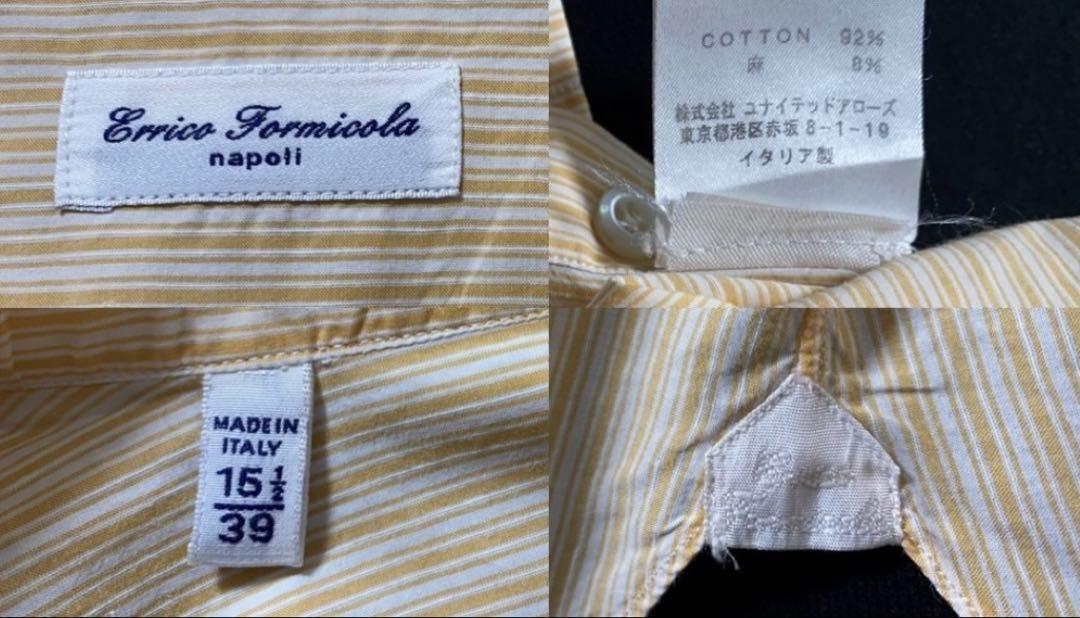 Errico Formicola
napoli
COTTON 92%
麻 8%
株式会社 ユナイテッドアローズ
東京都港区赤坂8-1-19
イタリア製
MADE IN
ITALY
15 1/2
39